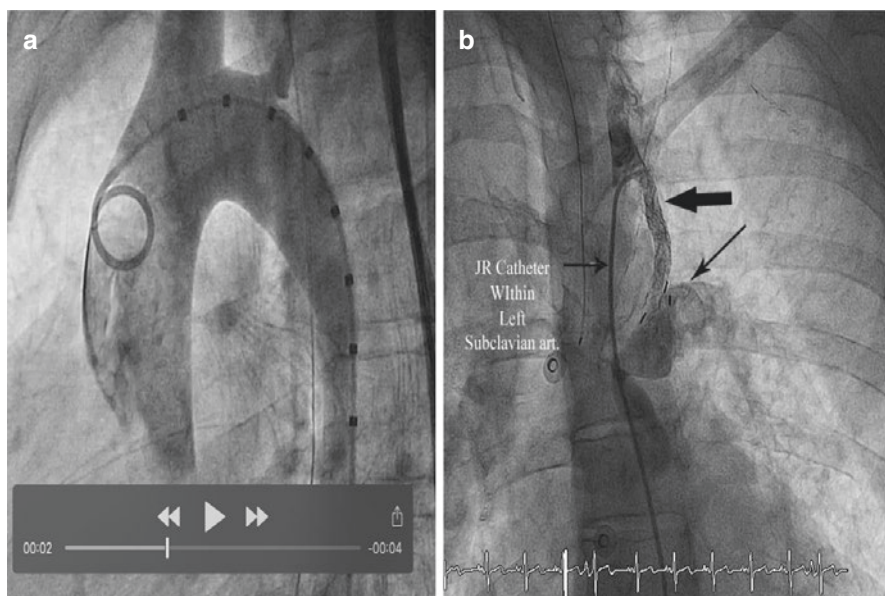 a
00:02
-00:04
b
JR Catheter
WIthin
Left
Subclavian art.